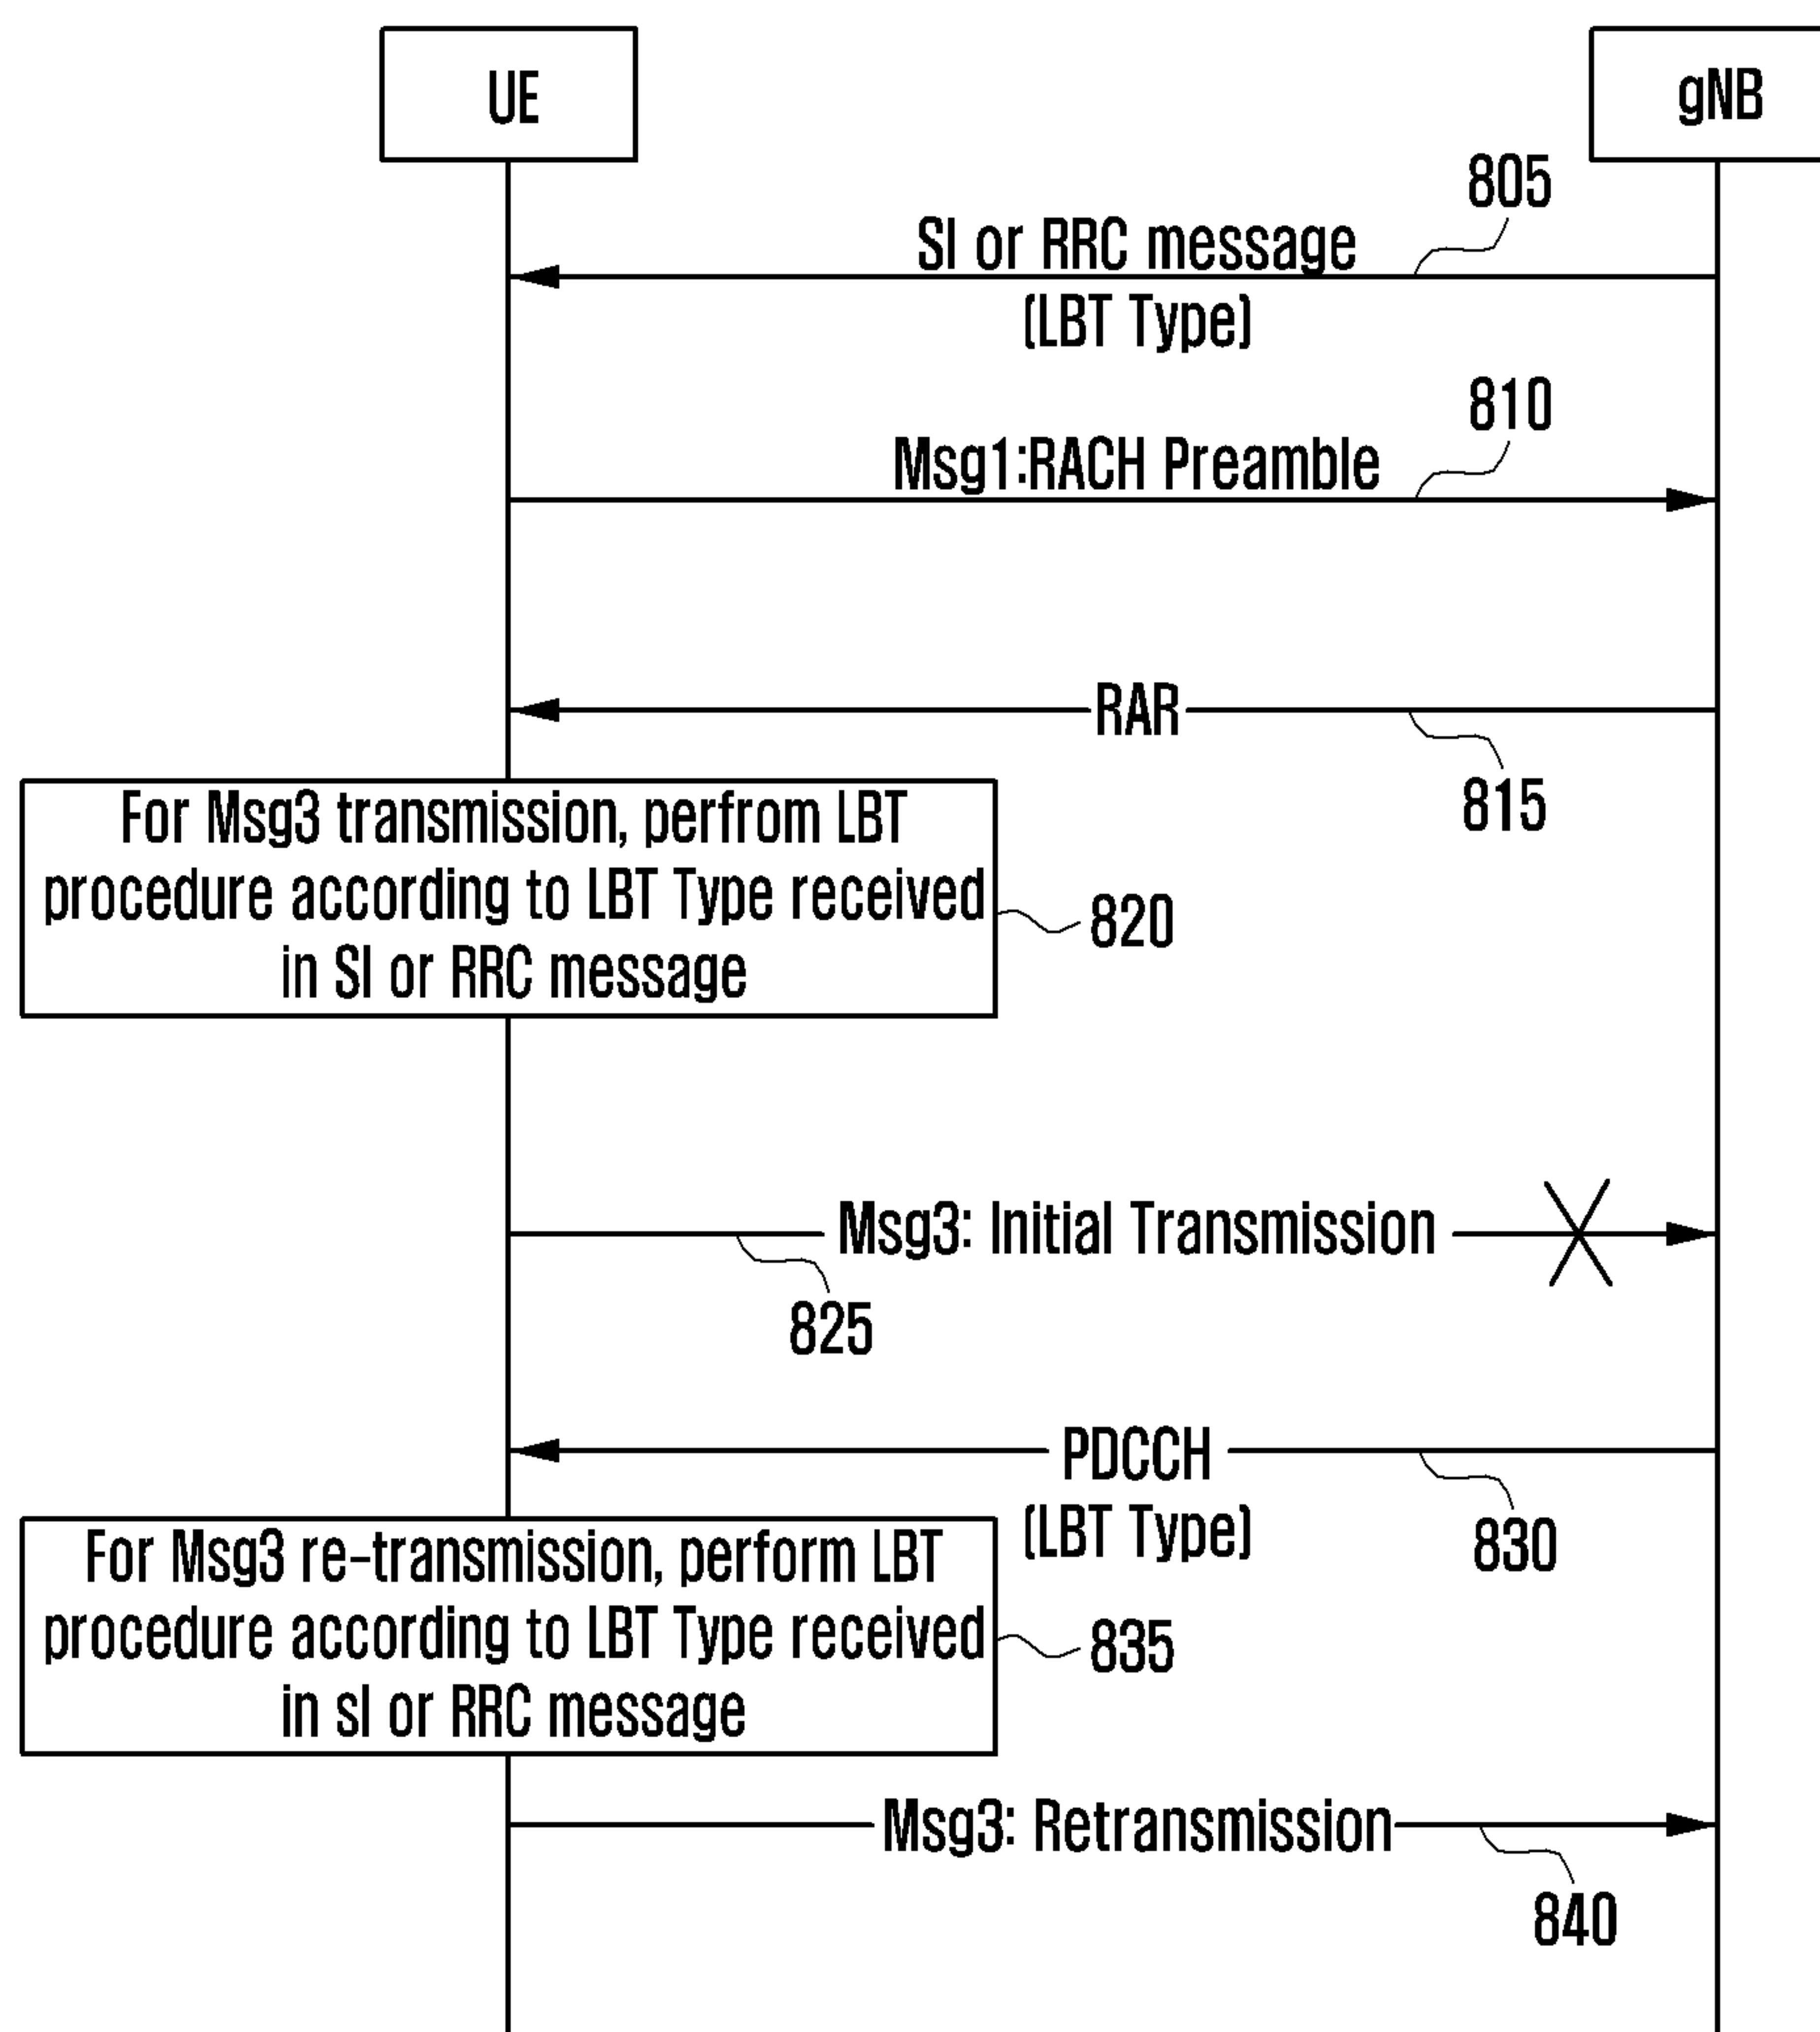 UE
gNB
805
SI or RRC message
(LBT Type)
810
Msg1:RACH Preamble
RAR
815
For Msg3 transmission, perfrom LBT
procedure according to LBT Type received
in SI or RRC message
820
Msg3: Initial Transmission
825
PDCCH
(LBT Type)
830
For Msg3 re-transmission, perform LBT
procedure according to LBT Type received
in sI or RRC message
835
Msg3: Retransmission
840